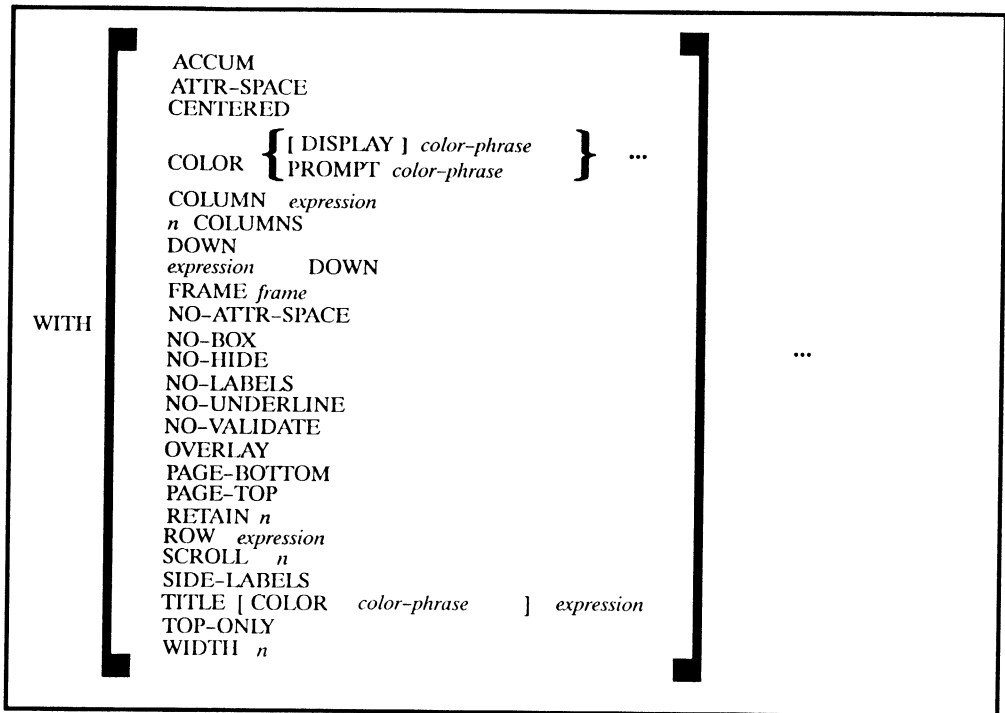 ACCUM
ATTR-SPACE
CENTERED
COLOR { [ DISPLAY ] color-phrase
PROMPT color-phrase } ...
COLUMN expression
n COLUMNS
DOWN
expression DOWN
FRAME frame
WITH
NO-ATTR-SPACE
NO-BOX
NO-HIDE
...
NO-LABELS
NO-UNDERLINE
NO-VALIDATE
OVERLAY
PAGE-BOTTOM
PAGE-TOP
RETAIN n
ROW expression
SCROLL n
SIDE-LABELS
TITLE [ COLOR color-phrase ] expression
TOP-ONLY
WIDTH n